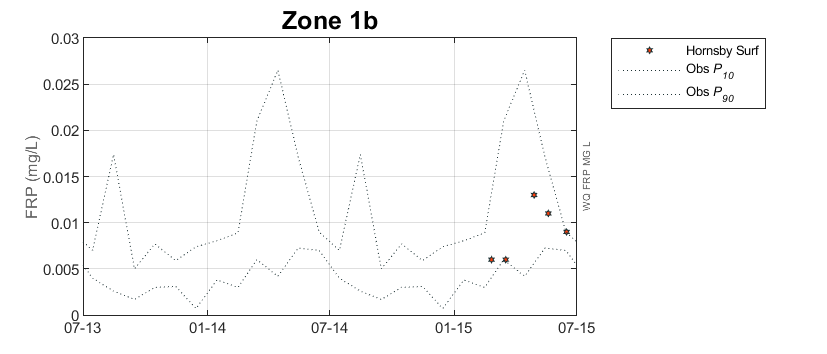 Zone 1b
0.03
0.025
0.02
0.015
0.01
0.005
0
FRP (mg/L)
07-13
01-14
07-14
01-15
07-15
WQ FRP MG L
Hornsby Surf
Obs P10
Obs P90